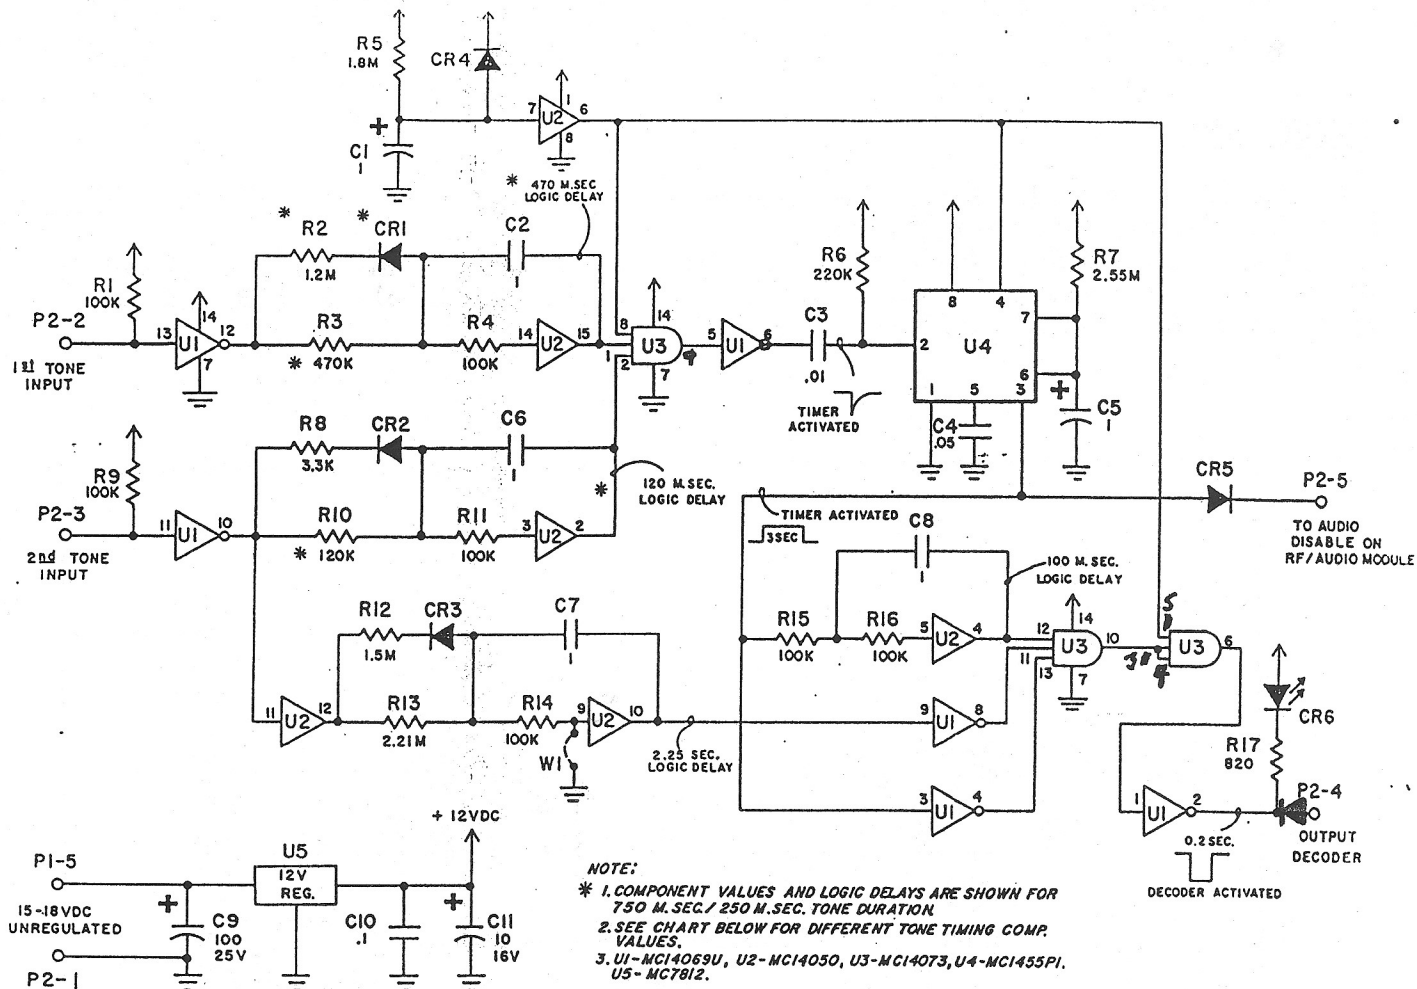 R5
1.8M
CR4
+
C1
1
7
U2
6
1
8
* 470 M.SEC
LOGIC DELAY
*
R2
1.2M
*
CR1
C2
1
R1
100K
P2-2
1st TONE
INPUT
13
U1
12
14
7
R3
* 470K
R4
100K
14
U2
15
8
1
2
U3
14
9
7
5
U1
6
C3
.01
TIMER
ACTIVATED
R6
220K
8
4
2
U4
7
6
1
5
3
R7
2.55M
+
C5
1
C4
.05
R9
100K
P2-3
2nd TONE
INPUT
11
U1
10
R8
3.3K
CR2
C6
1
*
R10
120K
R11
100K
3
U2
2
*
120 M.SEC.
LOGIC DELAY
TIMER ACTIVATED
3SEC
CR5
P2-5
TO AUDIO
DISABLE ON
RF/AUDIO MODULE
C8
1
100 M.SEC.
LOGIC DELAY
R12
1.5M
CR3
C7
1
R15
100K
R16
100K
5
U2
4
12
11
13
U3
14
10
7
5
3
4
U3
6
11
U2
12
R13
2.21M
R14
100K
9
U2
10
W1
2.25 SEC.
LOGIC DELAY
9
U1
8
3
U1
4
CR6
R17
820
1
U1
2
P2-4
OUTPUT
DECODER
0.2SEC.
DECODER ACTIVATED
P1-5
15-18VDC
UNREGULATED
P2-1
+
C9
100
25V
U5
12V
REG.
+ 12VDC
C10
.1
+
C11
10
16V
NOTE:
* 1. COMPONENT VALUES AND LOGIC DELAYS ARE SHOWN FOR
750 M.SEC./ 250 M.SEC. TONE DURATION.
2. SEE CHART BELOW FOR DIFFERENT TONE TIMING COMP.
VALUES.
3. U1-MC14069U, U2-MC14050, U3-MC14073, U4-MC1455P1.
U5-MC7812.